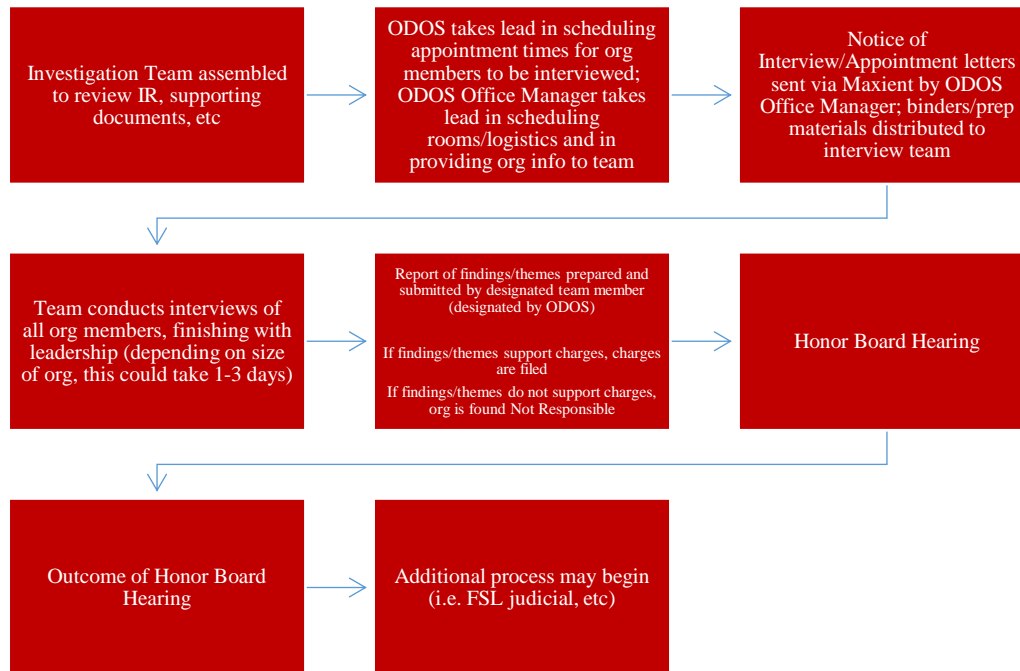 Investigation Team assembled
to review IR, supporting
documents, etc
ODOS takes lead in scheduling
appointment times for org
members to be interviewed;
ODOS Office Manager takes
lead in scheduling
rooms/logistics and in
providing org info to team
Notice of
Interview/Appointment letters
sent via Maxient by ODOS
Office Manager; binders/prep
materials distributed to
interview team
Team conducts interviews of
all org members, finishing with
leadership (depending on size
of org, this could take 1-3 days)
Report of findings/themes prepared and
submitted by designated team member
(designated by ODOS)
If findings/themes support charges, charges
are filed
If findings/themes do not support charges,
org is found Not Responsible
Honor Board Hearing
Outcome of Honor Board
Hearing
Additional process may begin
(i.e. FSL judicial, etc)